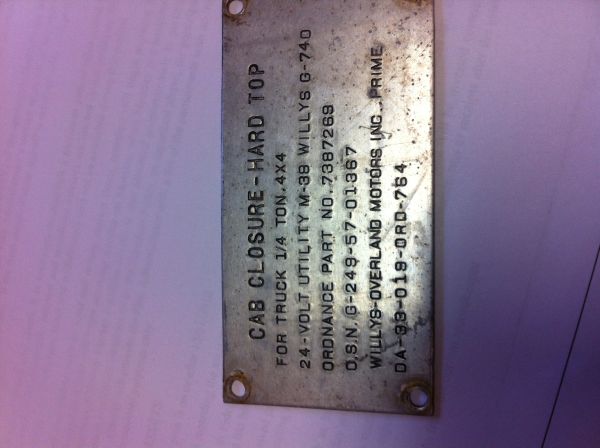 CAB CLOSURE-HARD TOP
FOR TRUCK 1/4 TON. 4X4
24-VOLT UTILITY M-38 WILLYS G-740
ORDNANCE PART NO. 7387269
O.S.N. G-249-57-01367
WILLYS-OVERLAND MOTORS INC., PRIME
DA-33-019-ORD-764